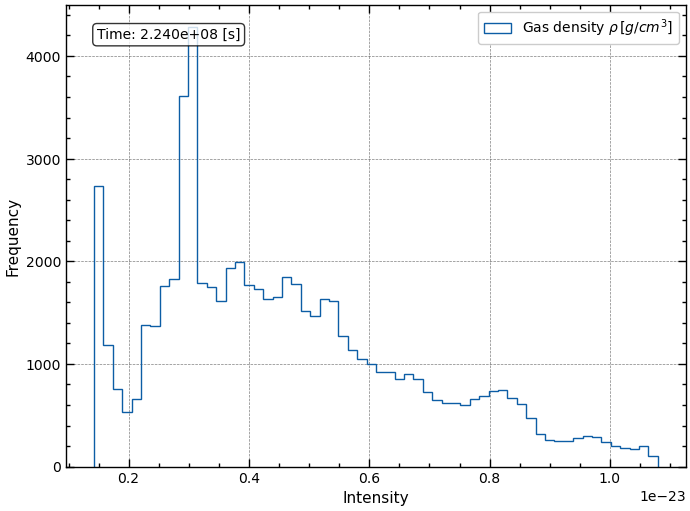 Time: 2.240e+08 [s]
Gas density ρ [g/cm³]
4000
3000
2000
1000
0
Frequency
0.2 0.4 0.6 0.8 1.0
1e−23
Intensity